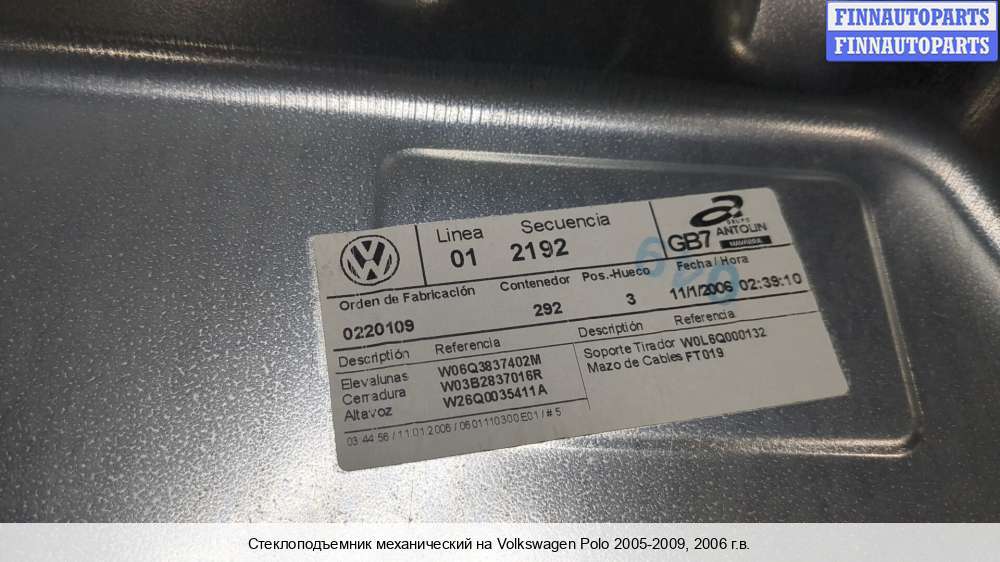 FINNAUTOPARTS
FINNAUTOPARTS
Linea Secuencia
01 2192
GRUPO
ANTOLIN
NAVARRA
GB7
Orden de Fabricación Contenedor Pos.-Hueco Fecha / Hora
0220109 292 3 11/1/2006 02:39:10
Descripción Referencia Descripción Referencia
Elevalunas W06Q3837402M
Cerradura W03B2837016R
Altavoz W26Q0035411A
Soporte Tirador W0L6Q000132
Mazo de Cables FT019
03:44:56 / 11.01.2006 / 0601110300E01 / # 5
Стеклоподъемник механический на Volkswagen Polo 2005-2009, 2006 г.в.